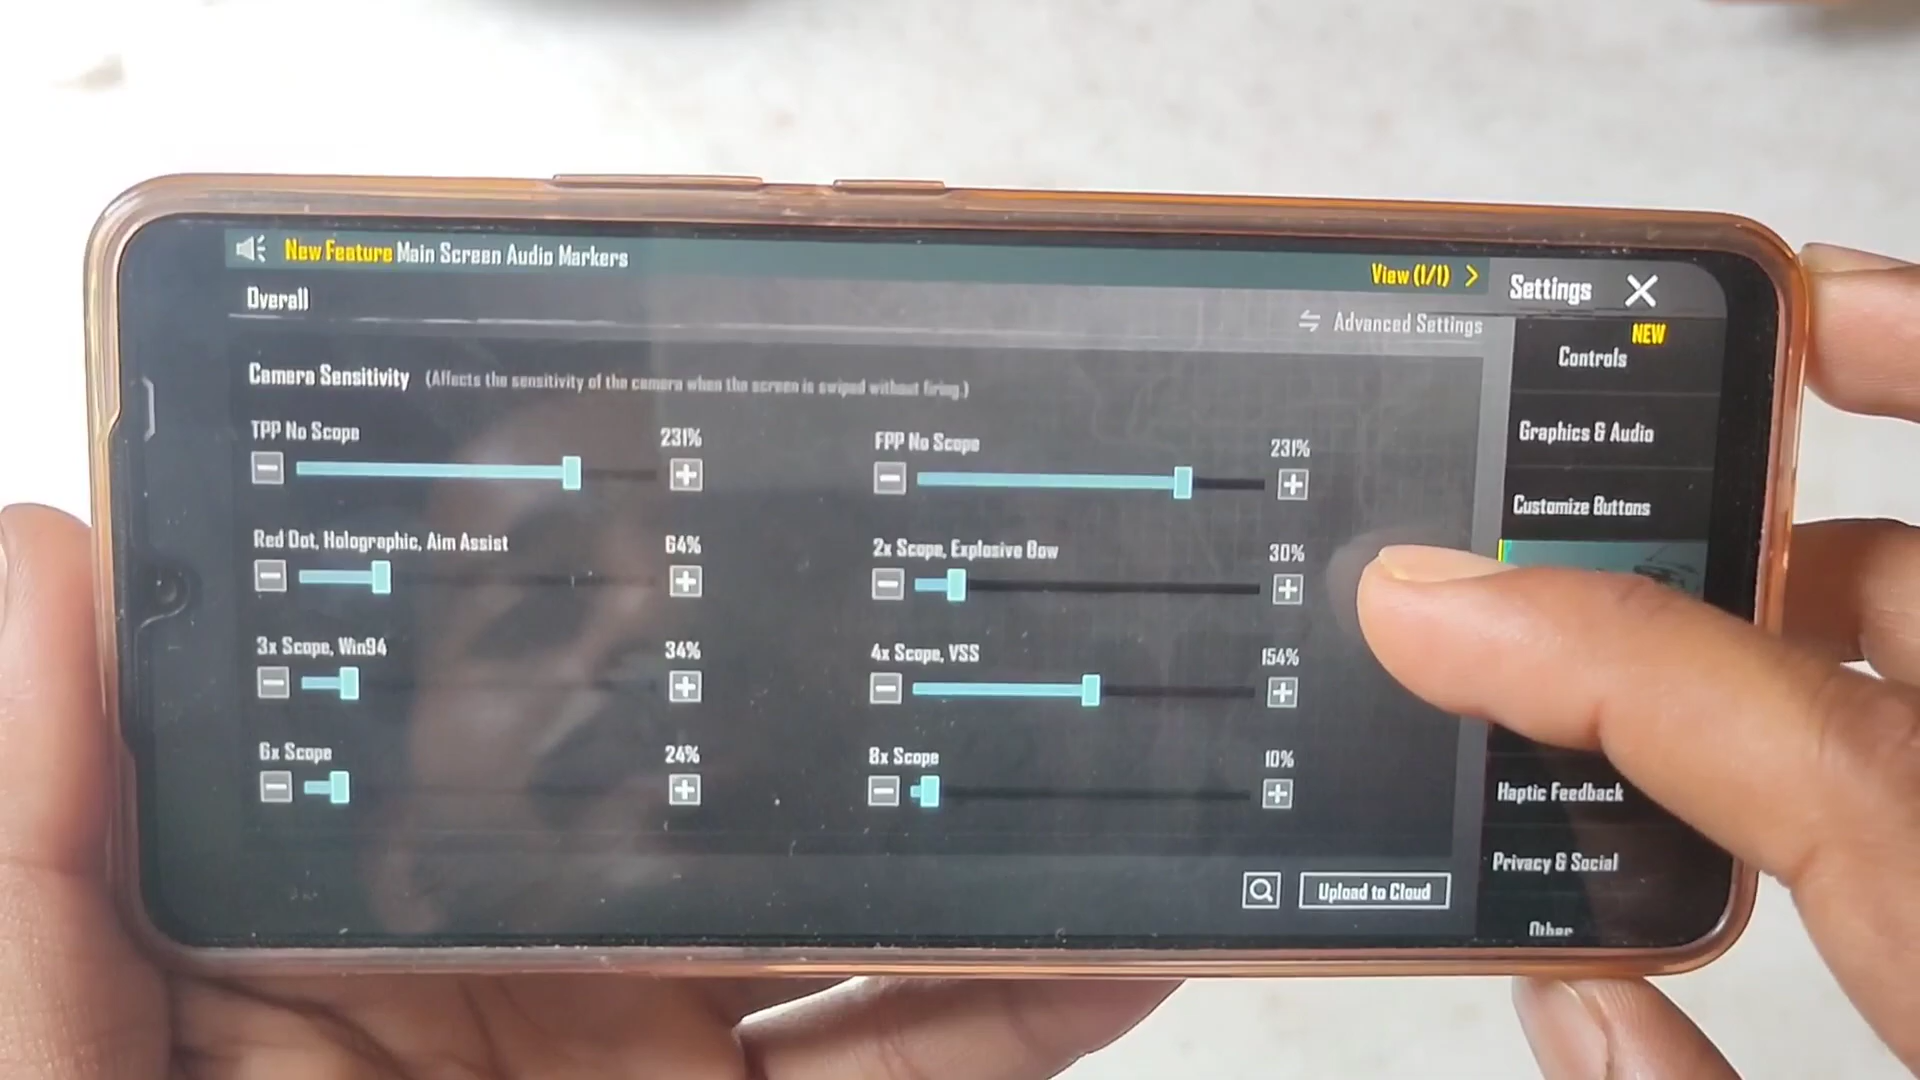 New Feature Main Screen Audio Markers
View (1/1) >
Settings
Overall
Advanced Settings
Camera Sensitivity (Affects the sensitivity of the camera when the screen is swiped without firing.)
TPP No Scope 231%
FPP No Scope 231%
Red Dot, Holographic, Aim Assist 64%
2x Scope, Explosive Bow 30%
3x Scope, Win94 34%
4x Scope, VSS 154%
6x Scope 24%
8x Scope 10%
Upload to Cloud
NEW
Controls
Graphics & Audio
Customize Buttons
Haptic Feedback
Privacy & Social
Other